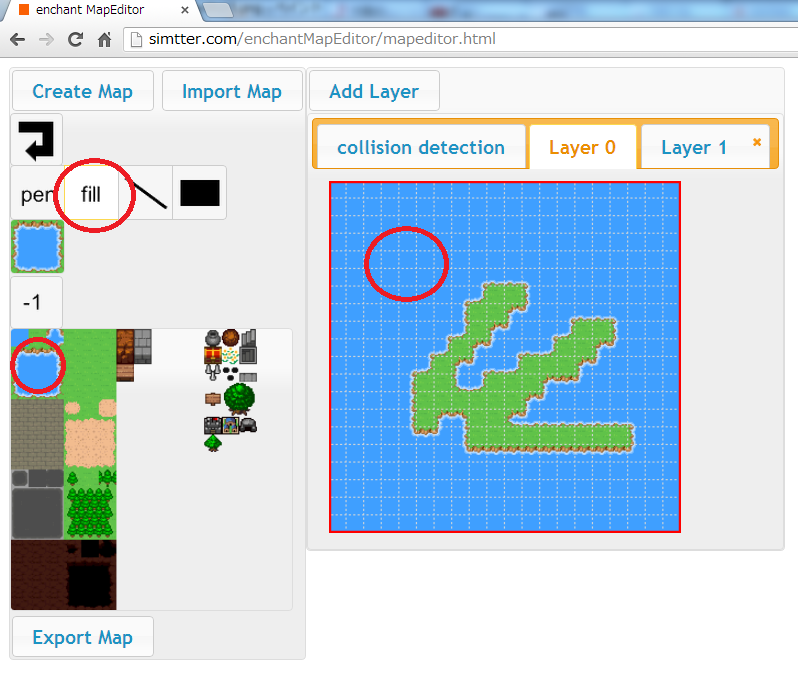 enchant MapEditor
simtter.com/enchantMapEditor/mapeditor.html
Create Map
Import Map
Add Layer
collision detection
Layer 0
Layer 1
pen
fill
-1
Export Map